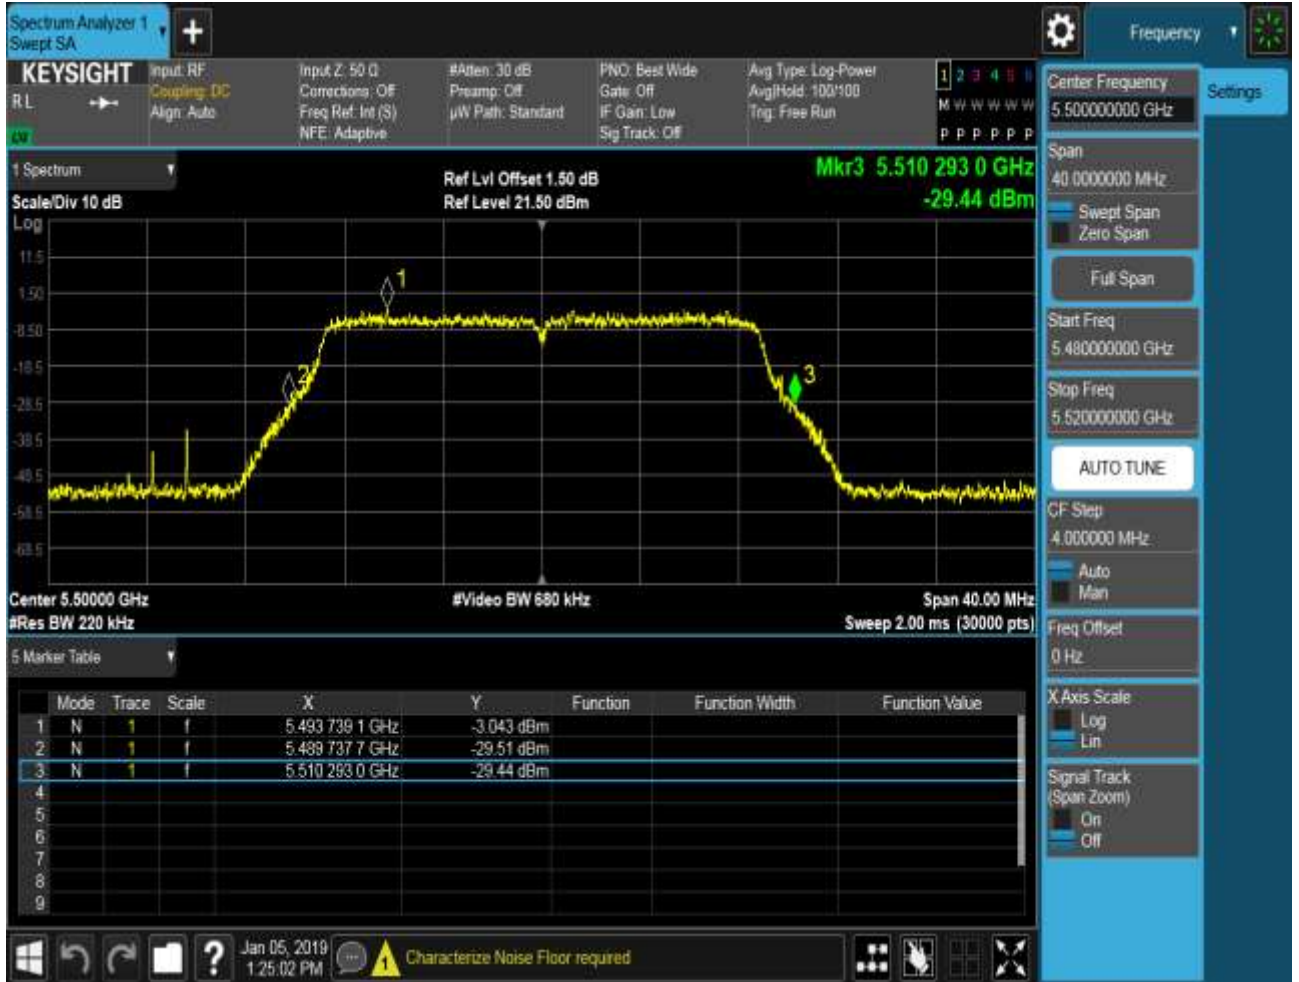 Spectrum Analyzer 1
Swept SA
Frequency
KEYSIGHT
R L
Input: RF
Coupling: DC
Align: Auto
Input Z: 50 Ω
Corrections: Off
Freq Ref: Int (S)
NFE: Adaptive
#Atten: 30 dB
Preamp: Off
µW Path: Standard
PNO: Best Wide
Gate: Off
IF Gain: Low
Sig Track: Off
Avg Type: Log-Power
Avg|Hold: 100/100
Trig: Free Run
1 2 3 4 5 6
M W W W W W
P P P P P P
1 Spectrum
Scale/Div 10 dB
Ref Lvl Offset 1.50 dB
Ref Level 21.50 dBm
Mkr3 5.510 293 0 GHz
-29.44 dBm
Log
11.5
1.50
-8.50
-18.5
-28.5
-38.5
-48.5
-58.5
-68.5
1
2
3
Center 5.50000 GHz
#Video BW 680 kHz
Span 40.00 MHz
#Res BW 220 kHz
Sweep 2.00 ms (30000 pts)
5 Marker Table
Mode Trace Scale X Y Function Function Width Function Value
1 N 1 f 5.493 739 1 GHz -3.043 dBm
2 N 1 f 5.489 737 7 GHz -29.51 dBm
3 N 1 f 5.510 293 0 GHz -29.44 dBm
4
5
6
7
8
9
Center Frequency
5.500000000 GHz
Settings
Span
40.0000000 MHz
Swept Span
Zero Span
Full Span
Start Freq
5.480000000 GHz
Stop Freq
5.520000000 GHz
AUTO TUNE
CF Step
4.000000 MHz
Auto
Man
Freq Offset
0 Hz
X Axis Scale
Log
Lin
Signal Track
(Span Zoom)
On
Off
?
Jan 05, 2019
1:25:02 PM
1
Characterize Noise Floor required